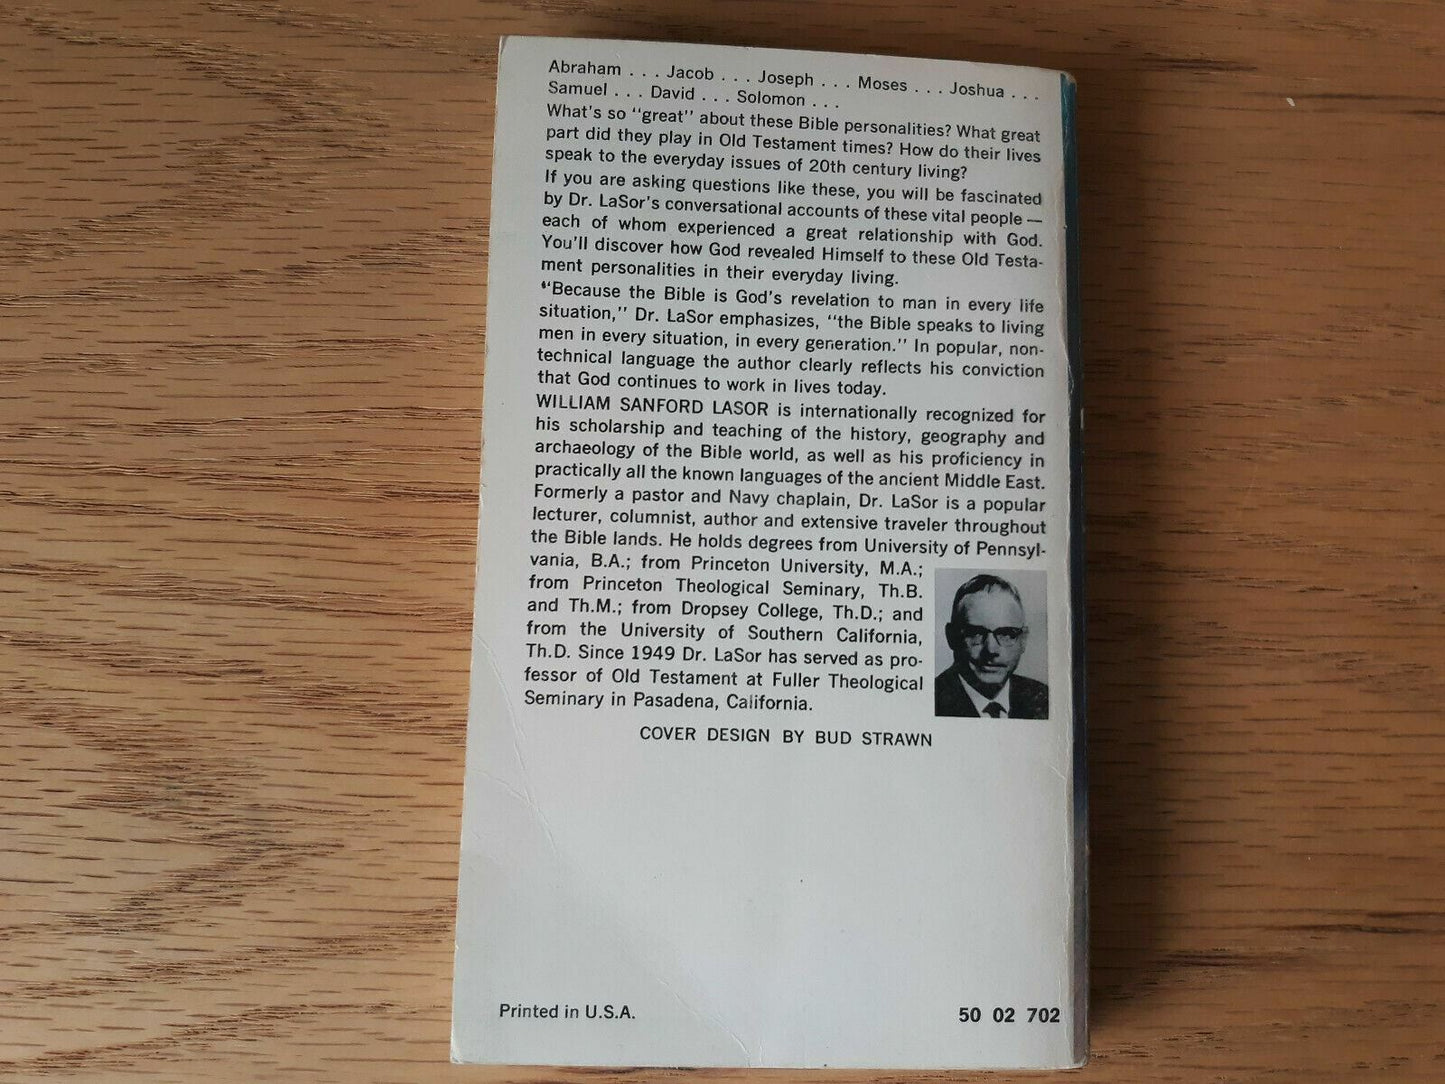 Abraham . . . Jacob . . . Joseph . . . Moses . . . Joshua . . .
Samuel . . . David . . . Solomon . . .
What's so "great" about these Bible personalities? What great
part did they play in Old Testament times? How do their lives
speak to the everyday issues of 20th century living?
If you are asking questions like these, you will be fascinated
by Dr. LaSor's conversational accounts of these vital people —
each of whom experienced a great relationship with God.
You'll discover how God revealed Himself to these Old Testa-
ment personalities in their everyday living.
"Because the Bible is God's revelation to man in every life
situation," Dr. LaSor emphasizes, "the Bible speaks to living
men in every situation, in every generation." In popular, non-
technical language the author clearly reflects his conviction
that God continues to work in lives today.
WILLIAM SANFORD LASOR is internationally recognized for
his scholarship and teaching of the history, geography and
archaeology of the Bible world, as well as his proficiency in
practically all the known languages of the ancient Middle East.
Formerly a pastor and Navy chaplain, Dr. LaSor is a popular
lecturer, columnist, author and extensive traveler throughout
the Bible lands. He holds degrees from University of Pennsyl-
vania, B.A.; from Princeton University, M.A.;
from Princeton Theological Seminary, Th.B.
and Th.M.; from Dropsey College, Th.D.; and
from the University of Southern California,
Th.D. Since 1949 Dr. LaSor has served as pro-
fessor of Old Testament at Fuller Theological
Seminary in Pasadena, California.
COVER DESIGN BY BUD STRAWN
Printed in U.S.A.
50 02 702